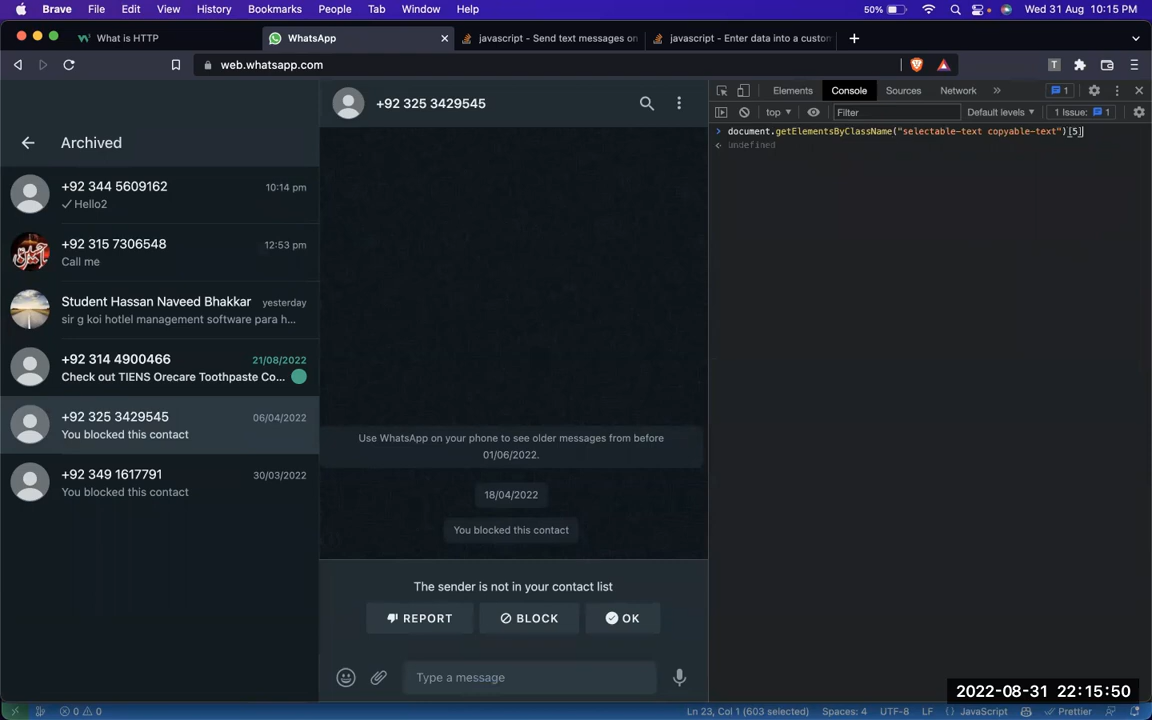 Brave File Edit View History Bookmarks People Tab Window Help 50% Wed 31 Aug 10:15 PM
What is HTTP WhatsApp javascript - Send text messages on javascript - Enter data into a custom
web.whatsapp.com
Archived
+92 344 5609162 10:14 pm
Hello2
+92 315 7306548 12:53 pm
Call me
Student Hassan Naveed Bhakkar yesterday
sir g koi hotlel management software para h...
+92 314 4900466 21/08/2022
Check out TIENS Orecare Toothpaste Co...
+92 325 3429545 06/04/2022
You blocked this contact
+92 349 1617791 30/03/2022
You blocked this contact
+92 325 3429545
Use WhatsApp on your phone to see older messages from before
01/06/2022.
18/04/2022
You blocked this contact
The sender is not in your contact list
REPORT BLOCK OK
Type a message
Elements Console Sources Network » 1
top Filter Default levels 1 Issue: 1
document.getElementsByClassName("selectable-text copyable-text")[5]
undefined
2022-08-31 22:15:50
0 0 Ln 23, Col 1 (603 selected) Spaces: 4 UTF-8 LF JavaScript Prettier